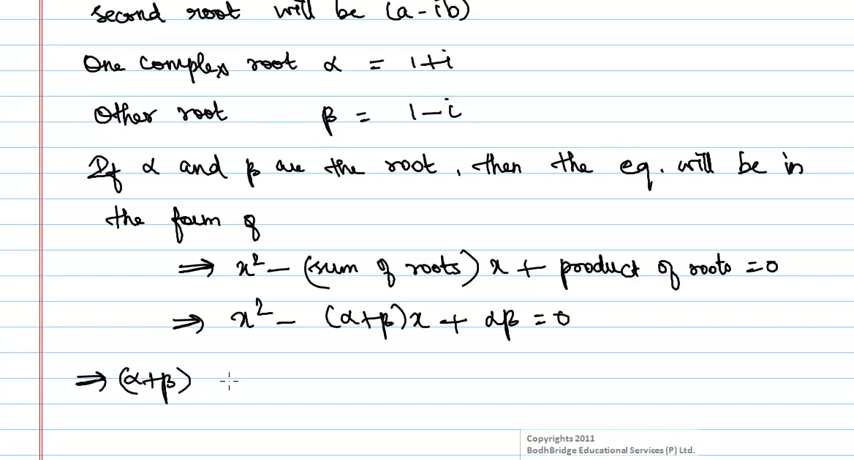 second root will be (a-ib)
One complex root α = 1+i
Other root β = 1-i
If α and β are the root, then the eq. will be in
the form of
⇒ x² - (sum of roots) x + product of roots = 0
⇒ x² - (α+β)x + αβ = 0
⇒ (α+β)
Copyrights 2011
BodhBridge Educational Services (P) Ltd.